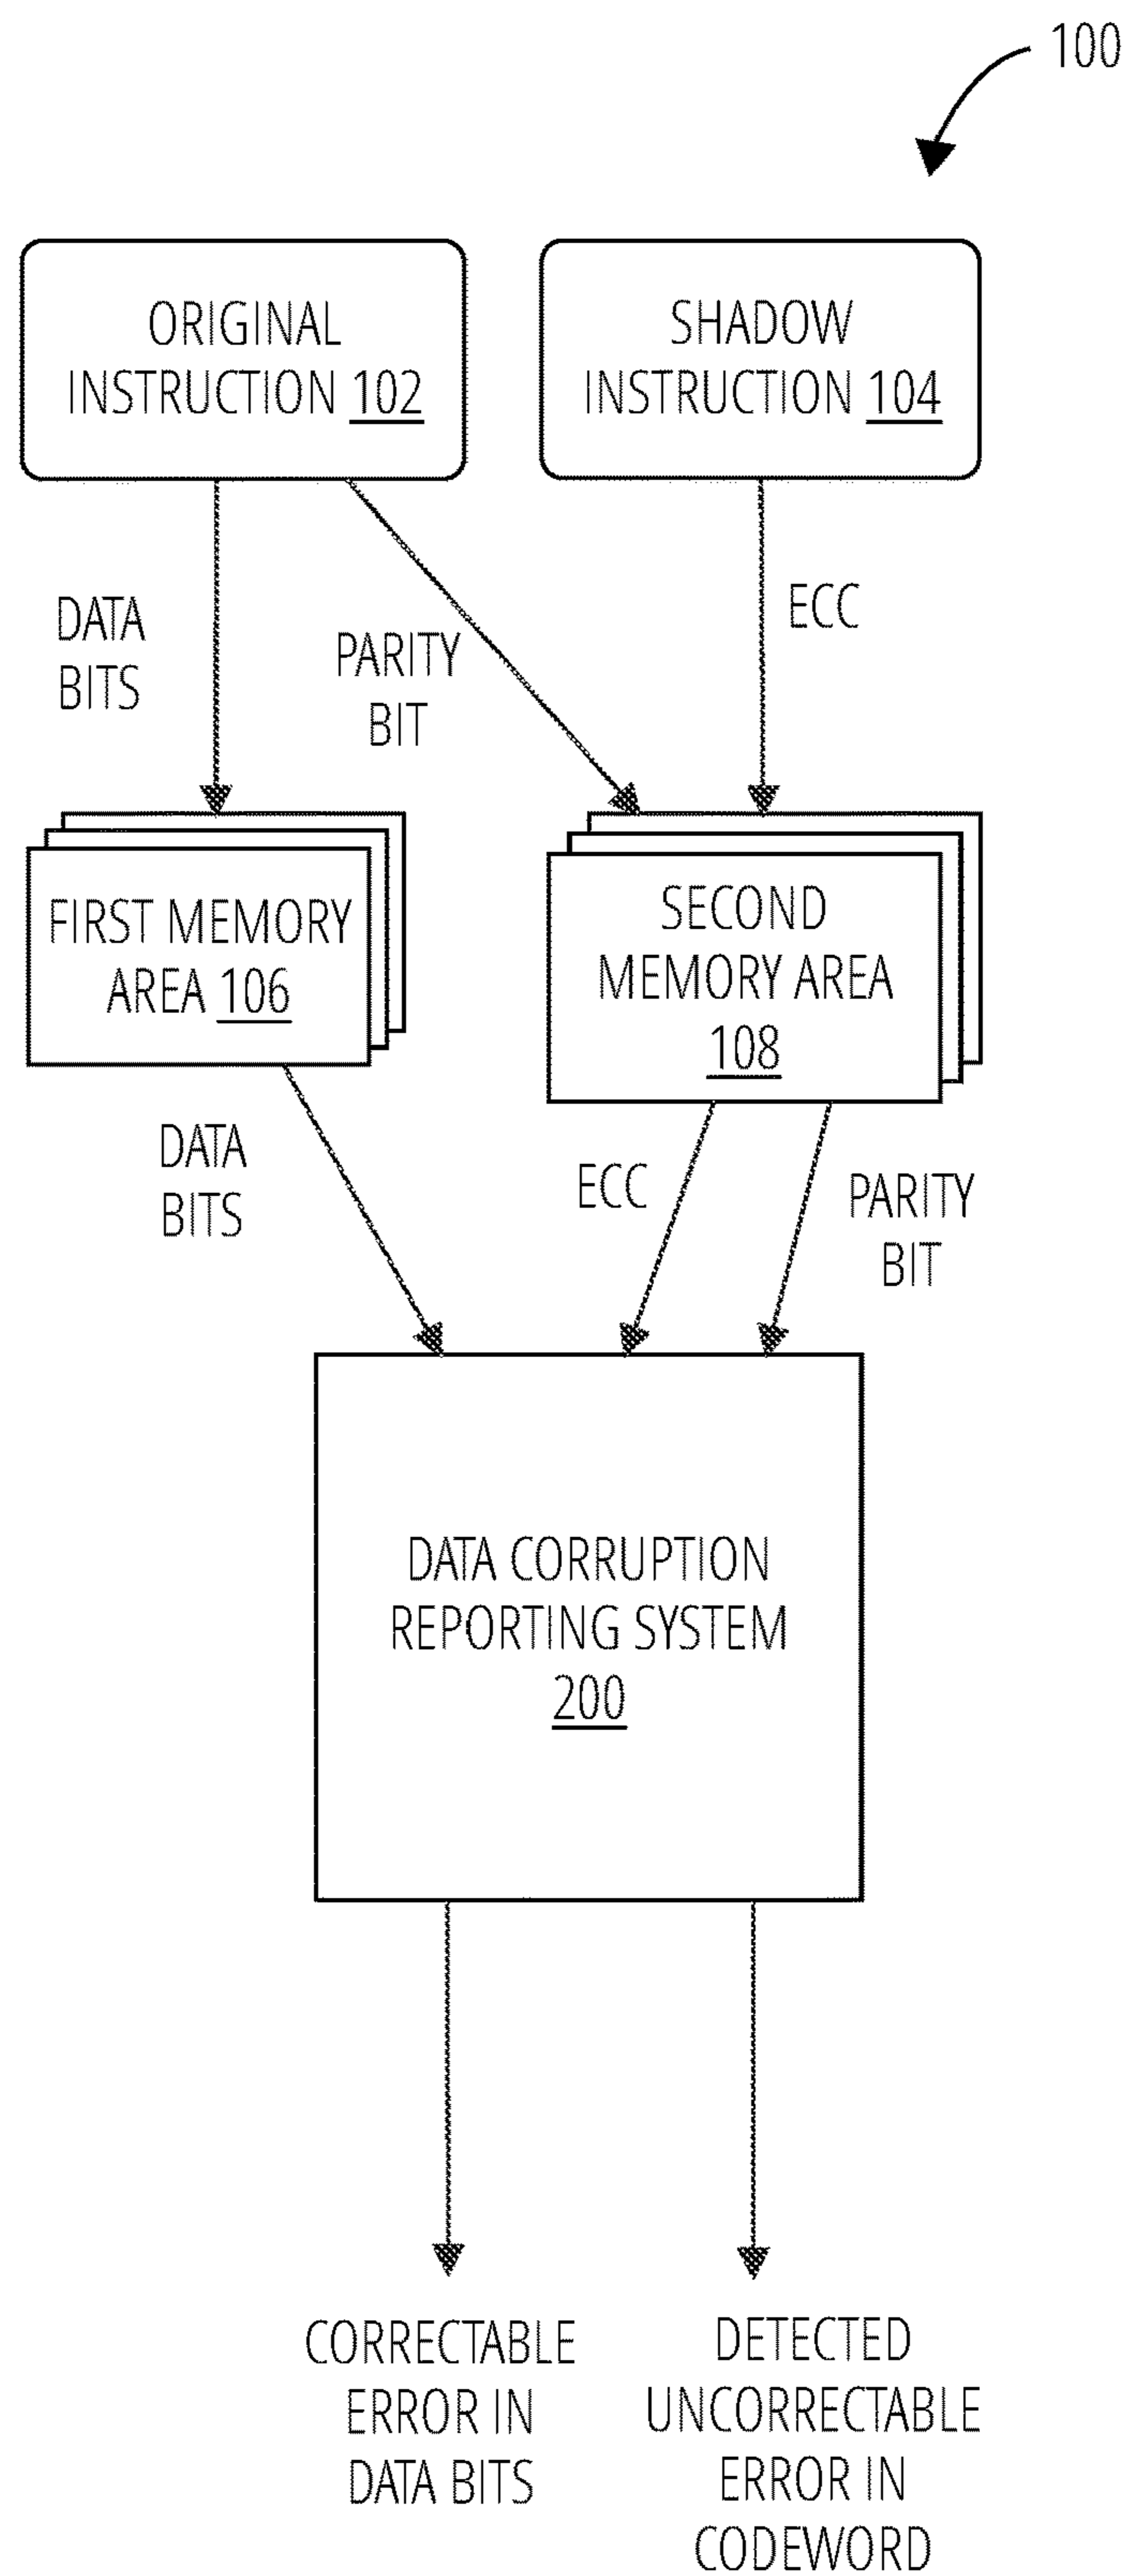 100
ORIGINAL
INSTRUCTION 102
SHADOW
INSTRUCTION 104
DATA
BITS
PARITY
BIT
ECC
FIRST MEMORY
AREA 106
SECOND
MEMORY AREA
108
DATA
BITS
ECC
PARITY
BIT
DATA CORRUPTION
REPORTING SYSTEM
200
CORRECTABLE
ERROR IN
DATA BITS
DETECTED
UNCORRECTABLE
ERROR IN
CODEWORD